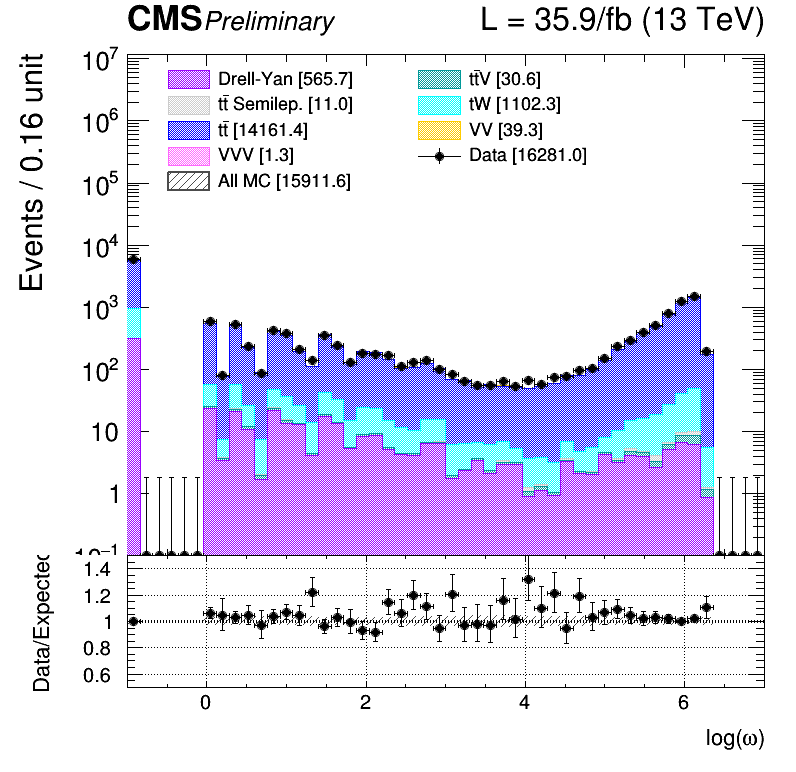 CMS Preliminary L = 35.9/fb (13 TeV)
Events / 0.16 unit
Drell-Yan [565.7]
tt̄ Semilep. [11.0]
tt̄ [14161.4]
VVV [1.3]
All MC [15911.6]
tt̄V [30.6]
tW [1102.3]
VV [39.3]
Data [16281.0]
10⁷
10⁶
10⁵
10⁴
10³
10²
10
1
10⁻¹
Data/Expected
1.4
1.2
1
0.8
0.6
0 2 4 6
log(ω)